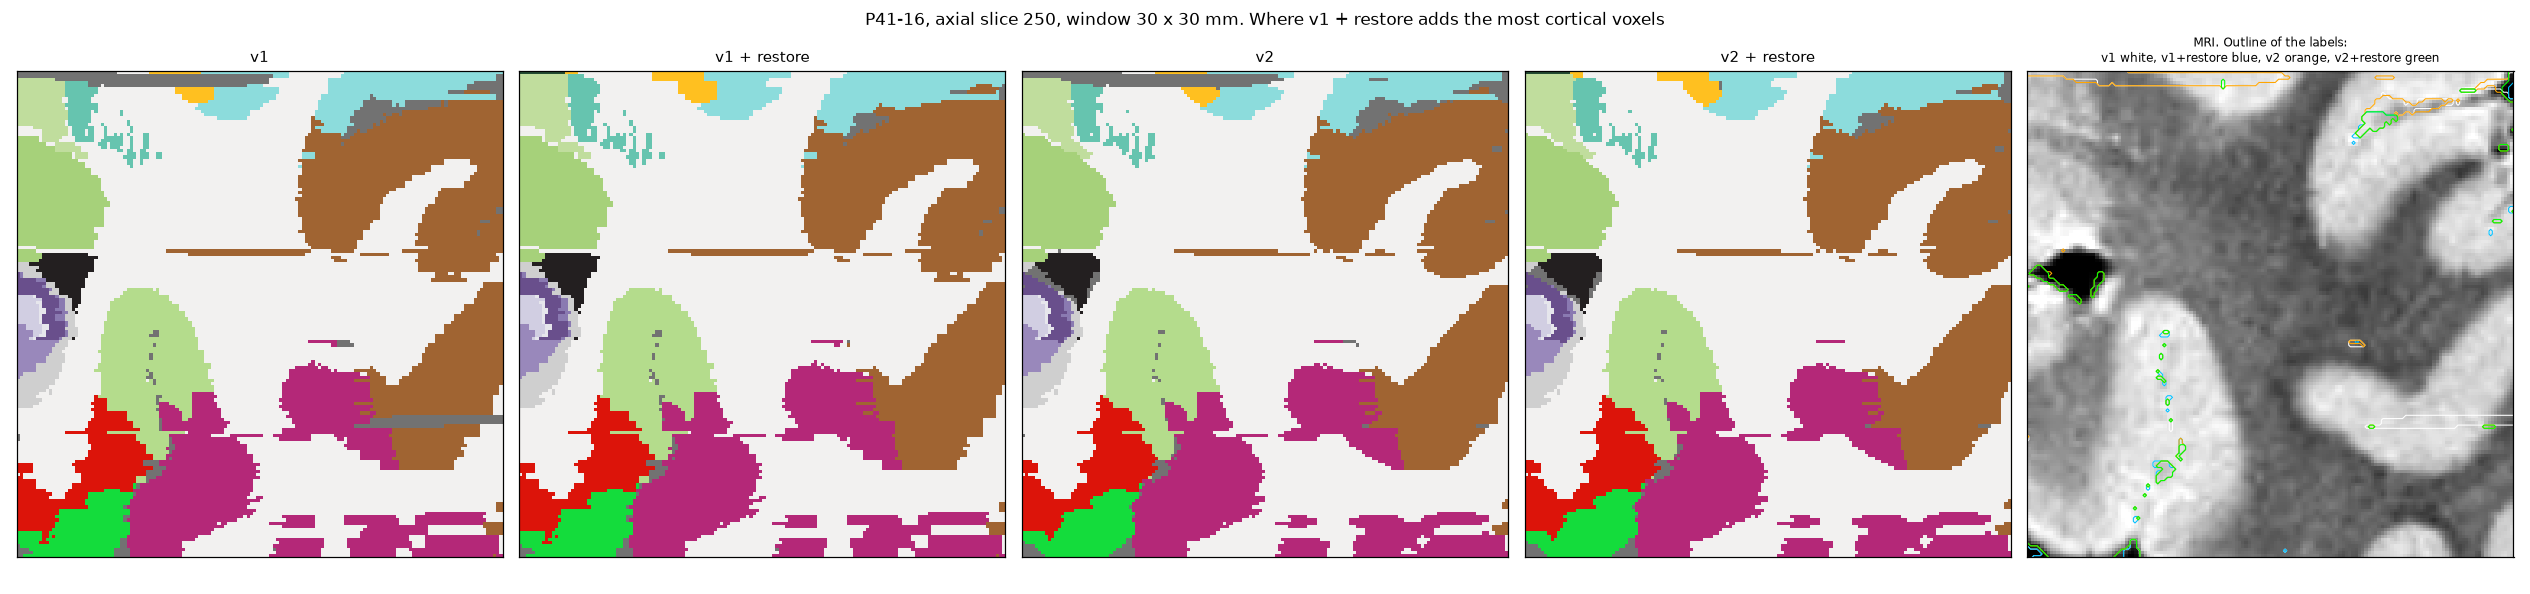 P41-16, axial slice 250, window 30 x 30 mm. Where v1 + restore adds the most cortical voxels
v1
v1 + restore
v2
v2 + restore
MRI. Outline of the labels:
v1 white, v1+restore blue, v2 orange, v2+restore green